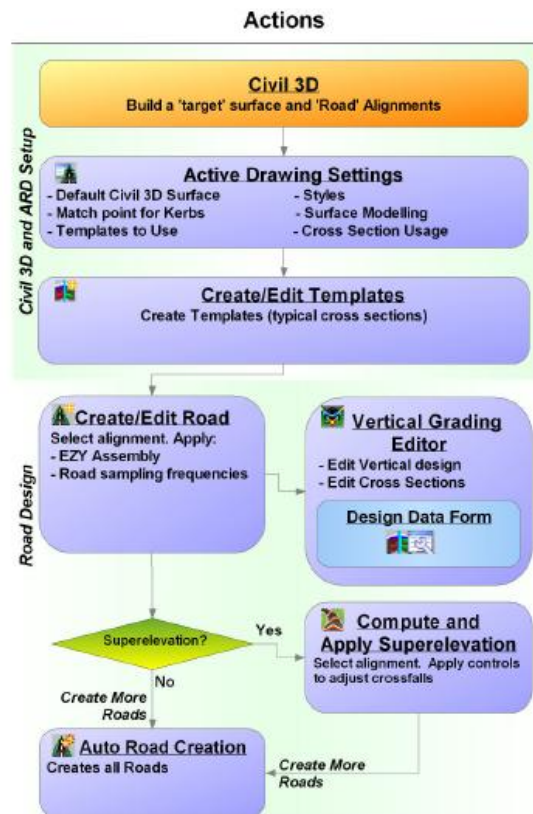 Actions
Civil 3D and ARD Setup
Civil 3D
Build a 'target' surface and 'Road' Alignments
Active Drawing Settings
- Default Civil 3D Surface
- Match point for Kerbs
- Templates to Use
- Styles
- Surface Modelling
- Cross Section Usage
Create/Edit Templates
Create Templates (typical cross sections)
Road Design
Create/Edit Road
Select alignment. Apply:
- EZY Assembly
- Road sampling frequencies
Vertical Grading
Editor
- Edit Vertical design
- Edit Cross Sections
Design Data Form
Superelevation?
Yes
No
Compute and
Apply Superelevation
Select alignment. Apply controls
to adjust crossfalls
Create More
Roads
Auto Road Creation
Creates all Roads
Create More
Roads